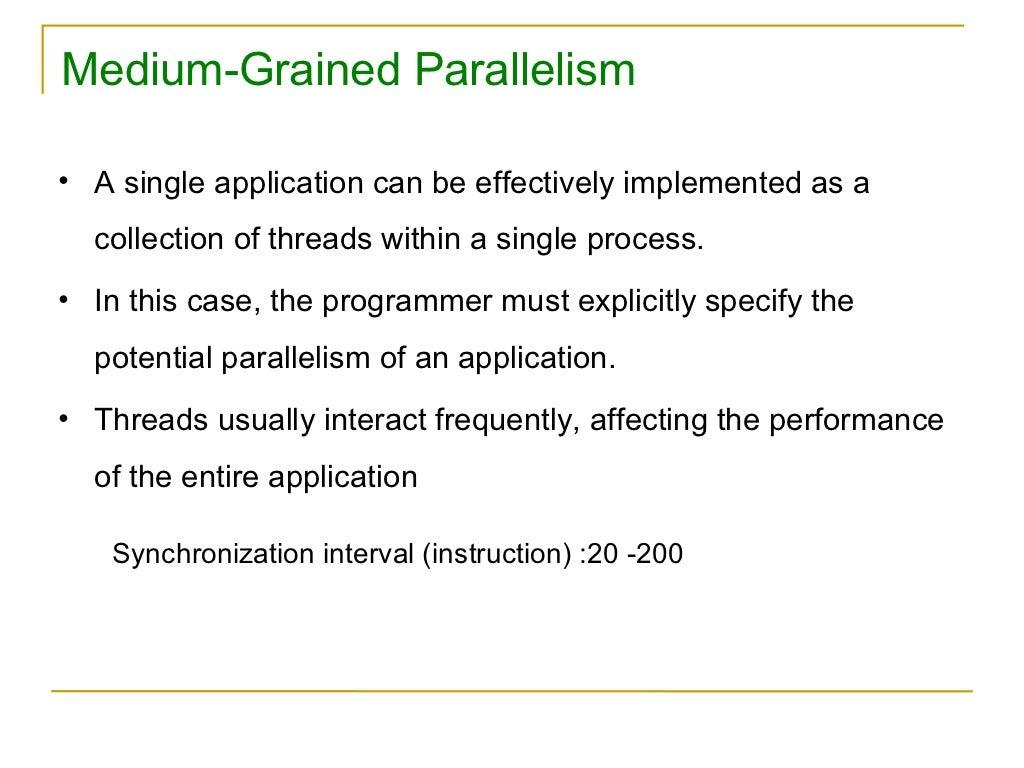 Medium-Grained Parallelism
• A single application can be effectively implemented as a
collection of threads within a single process.
• In this case, the programmer must explicitly specify the
potential parallelism of an application.
• Threads usually interact frequently, affecting the performance
of the entire application
Synchronization interval (instruction) :20 -200